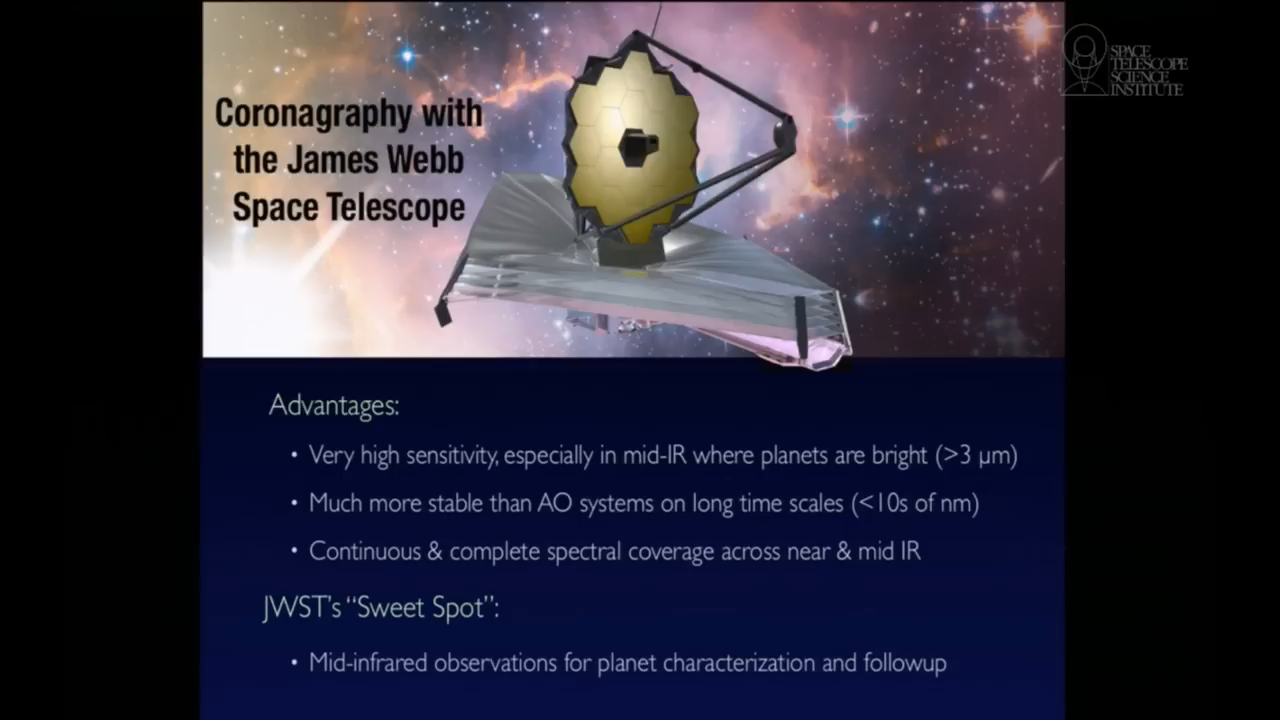 Coronagraphy with
the James Webb
Space Telescope
SPACE
TELESCOPE
SCIENCE
INSTITUTE
Advantages:
• Very high sensitivity, especially in mid-IR where planets are bright (>3 μm)
• Much more stable than AO systems on long time scales (<10s of nm)
• Continuous & complete spectral coverage across near & mid IR
JWST's “Sweet Spot”:
• Mid-infrared observations for planet characterization and followup